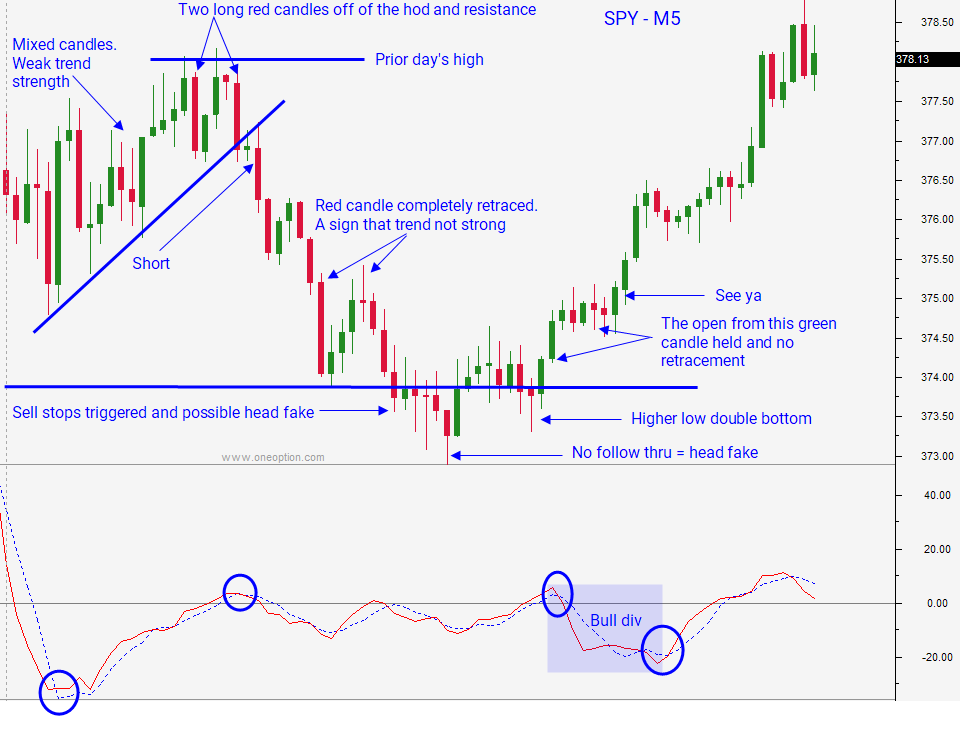 Two long red candles off of the hod and resistance
SPY - M5
378.50
Mixed candles.
Weak trend
strength
Prior day's high
378.13
377.50
377.00
376.50
Red candle completely retraced.
A sign that trend not strong
376.00
Short
375.50
See ya
375.00
The open from this green
candle held and no
retracement
374.50
374.00
Sell stops triggered and possible head fake
Higher low double bottom
373.50
www.oneoption.com
No follow thru = head fake
373.00
40.00
20.00
0.00
Bull div
-20.00